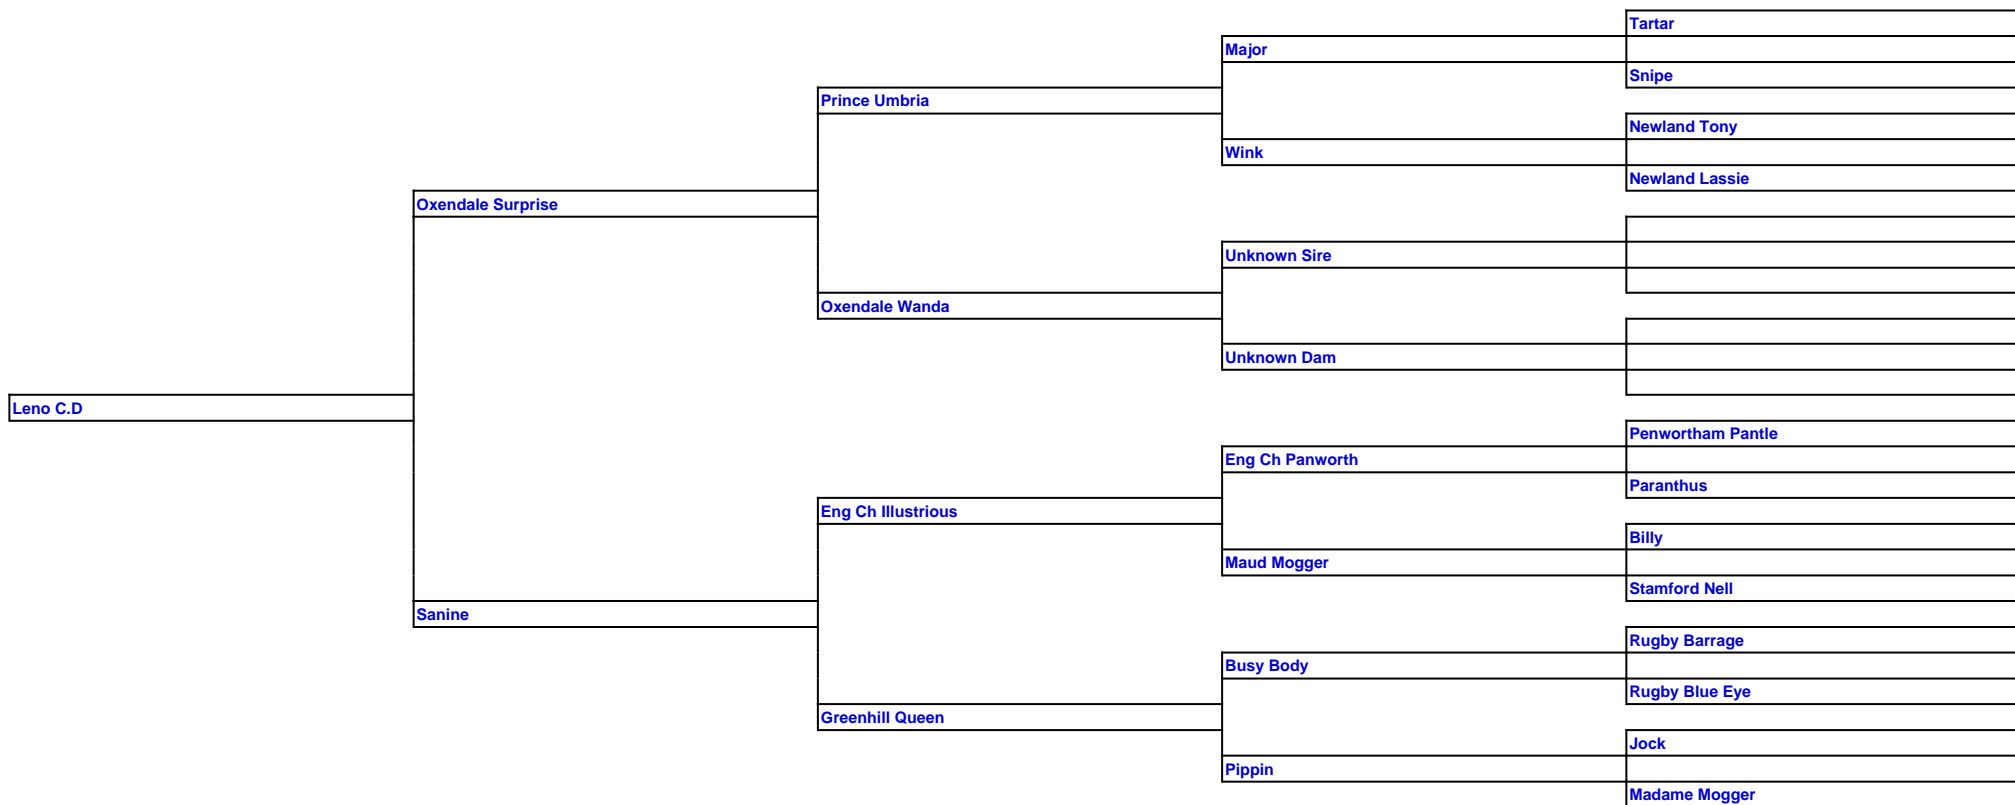 Tartar
Major
Snipe
Prince Umbria
Newland Tony
Wink
Newland Lassie
Oxendale Surprise
Unknown Sire
Oxendale Wanda
Unknown Dam
Leno C.D
Penwortham Pantle
Eng Ch Panworth
Paranthus
Eng Ch Illustrious
Billy
Maud Mogger
Stamford Nell
Sanine
Rugby Barrage
Busy Body
Rugby Blue Eye
Greenhill Queen
Jock
Pippin
Madame Mogger